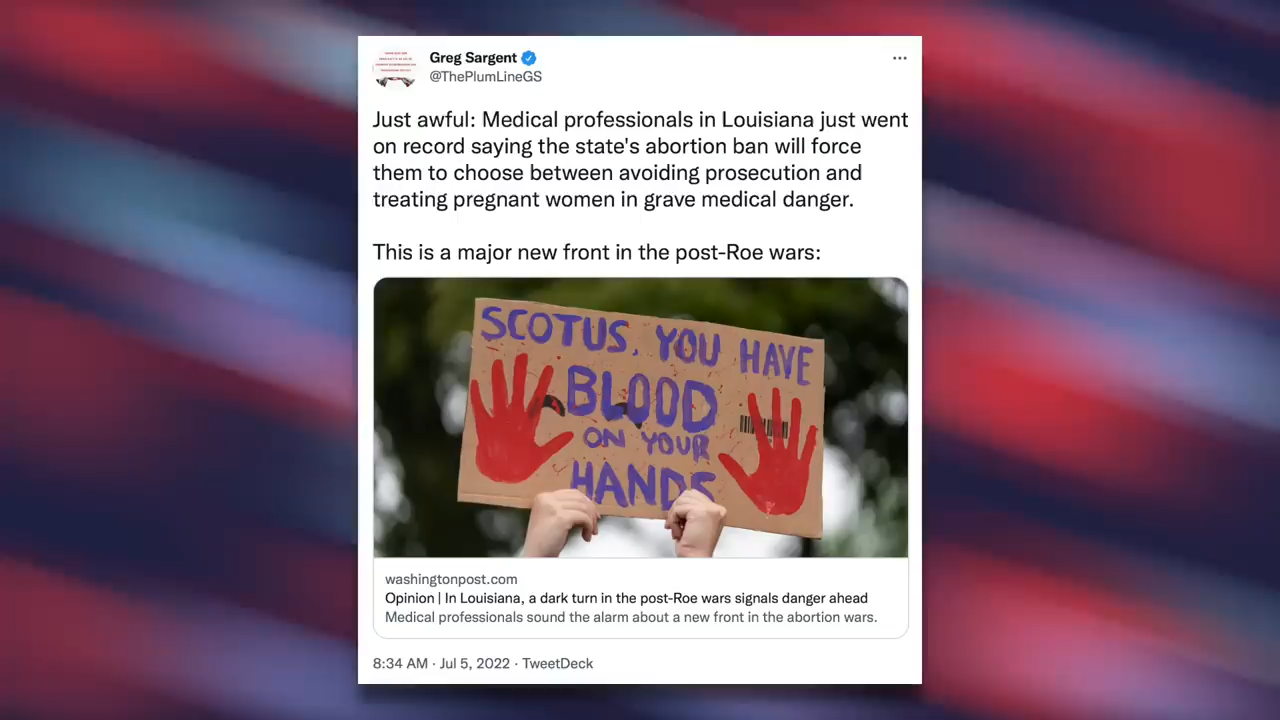 Greg Sargent
@ThePlumLineGS
Just awful: Medical professionals in Louisiana just went
on record saying the state's abortion ban will force
them to choose between avoiding prosecution and
treating pregnant women in grave medical danger.
This is a major new front in the post-Roe wars:
SCOTUS, YOU HAVE
BLOOD
ON YOUR
HANDS
washingtonpost.com
Opinion | In Louisiana, a dark turn in the post-Roe wars signals danger ahead
Medical professionals sound the alarm about a new front in the abortion wars.
8:34 AM · Jul 5, 2022 · TweetDeck